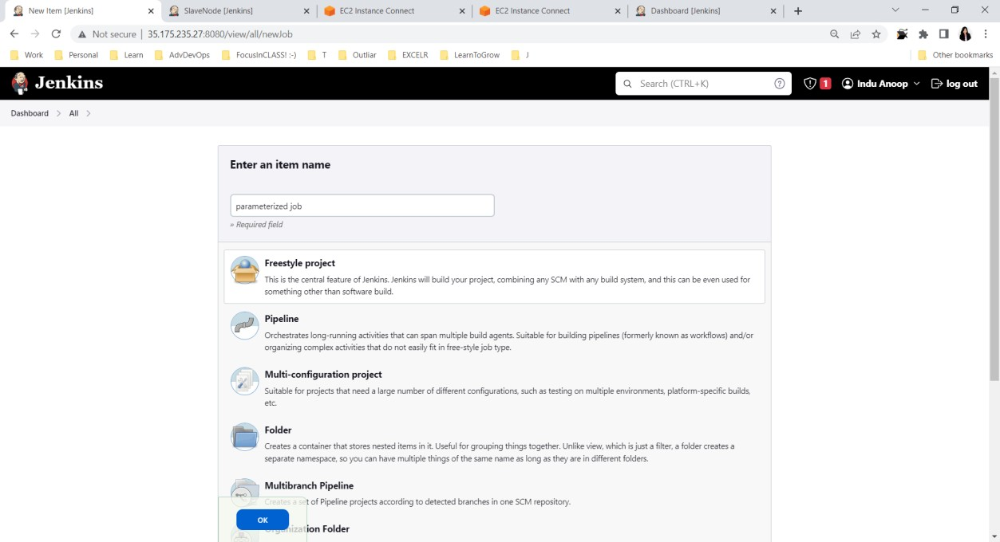 New Item [Jenkins]
SlaveNode [Jenkins]
EC2 Instance Connect
EC2 Instance Connect
Dashboard [Jenkins]
Not secure | 35.175.235.27:8080/view/all/newJob
Work Personal Learn AdvDevOps FocusInCLASS! :-) T Outliar EXCELR LearnToGrow J Other bookmarks
Jenkins
Search (CTRL+K)
1
Indu Anoop
log out
Dashboard > All >
Enter an item name
parameterized job
» Required field
Freestyle project
This is the central feature of Jenkins. Jenkins will build your project, combining any SCM with any build system, and this can be even used for
something other than software build.
Pipeline
Orchestrates long-running activities that can span multiple build agents. Suitable for building pipelines (formerly known as workflows) and/or
organizing complex activities that do not easily fit in free-style job type.
Multi-configuration project
Suitable for projects that need a large number of different configurations, such as testing on multiple environments, platform-specific builds,
etc.
Folder
Creates a container that stores nested items in it. Useful for grouping things together. Unlike view, which is just a filter, a folder creates a
separate namespace, so you can have multiple things of the same name as long as they are in different folders.
Multibranch Pipeline
Creates a set of Pipeline projects according to detected branches in one SCM repository.
OK
Organization Folder